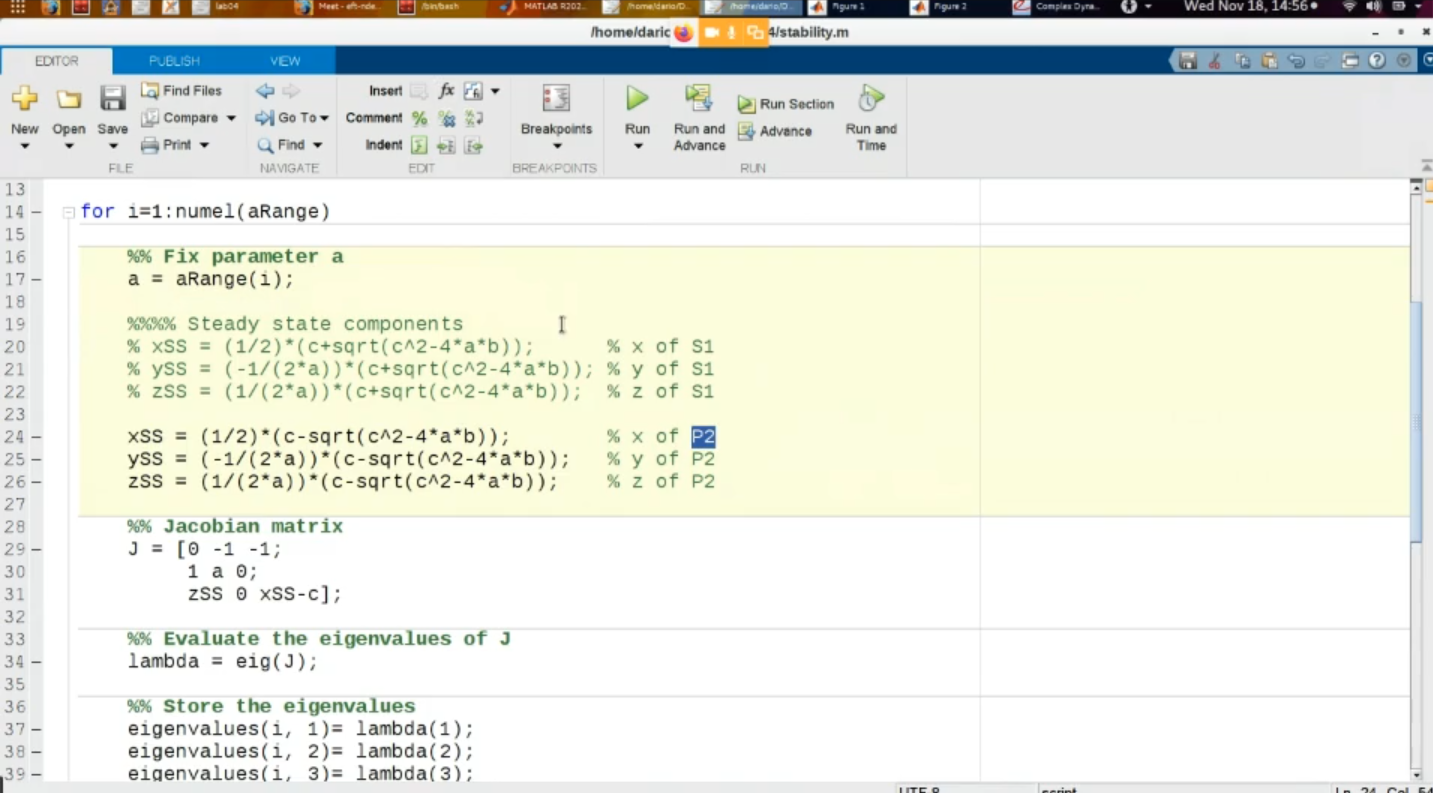 lab04 Meet - eft-nde... /bin/bash MATLAB R202... /home/dario/D... /home/dario/D... Figure 1 Figure 2 Complex Dyna... Wed Nov 18, 14:56
/home/daric 4/stability.m
EDITOR PUBLISH VIEW
New Open Save Find Files Compare Print
Go To Find
Insert fx
Comment
Indent
Breakpoints
Run Run and Advance Run Section Advance Run and Time
FILE NAVIGATE EDIT BREAKPOINTS RUN
13
14 – for i=1:numel(aRange)
15
16 %% Fix parameter a
17 – a = aRange(i);
18
19 %%%% Steady state components
20 % xSS = (1/2)*(c+sqrt(c^2-4*a*b)); % x of S1
21 % ySS = (-1/(2*a))*(c+sqrt(c^2-4*a*b)); % y of S1
22 % zSS = (1/(2*a))*(c+sqrt(c^2-4*a*b)); % z of S1
23
24 – xSS = (1/2)*(c-sqrt(c^2-4*a*b)); % x of P2
25 – ySS = (-1/(2*a))*(c-sqrt(c^2-4*a*b)); % y of P2
26 – zSS = (1/(2*a))*(c-sqrt(c^2-4*a*b)); % z of P2
27
28 %% Jacobian matrix
29 – J = [0 -1 -1;
30 1 a 0;
31 zSS 0 xSS-c];
32
33 %% Evaluate the eigenvalues of J
34 – lambda = eig(J);
35
36 %% Store the eigenvalues
37 – eigenvalues(i, 1)= lambda(1);
38 – eigenvalues(i, 2)= lambda(2);
39 – eigenvalues(i, 3)= lambda(3);
UTF-8 script Ln 24 Col 54